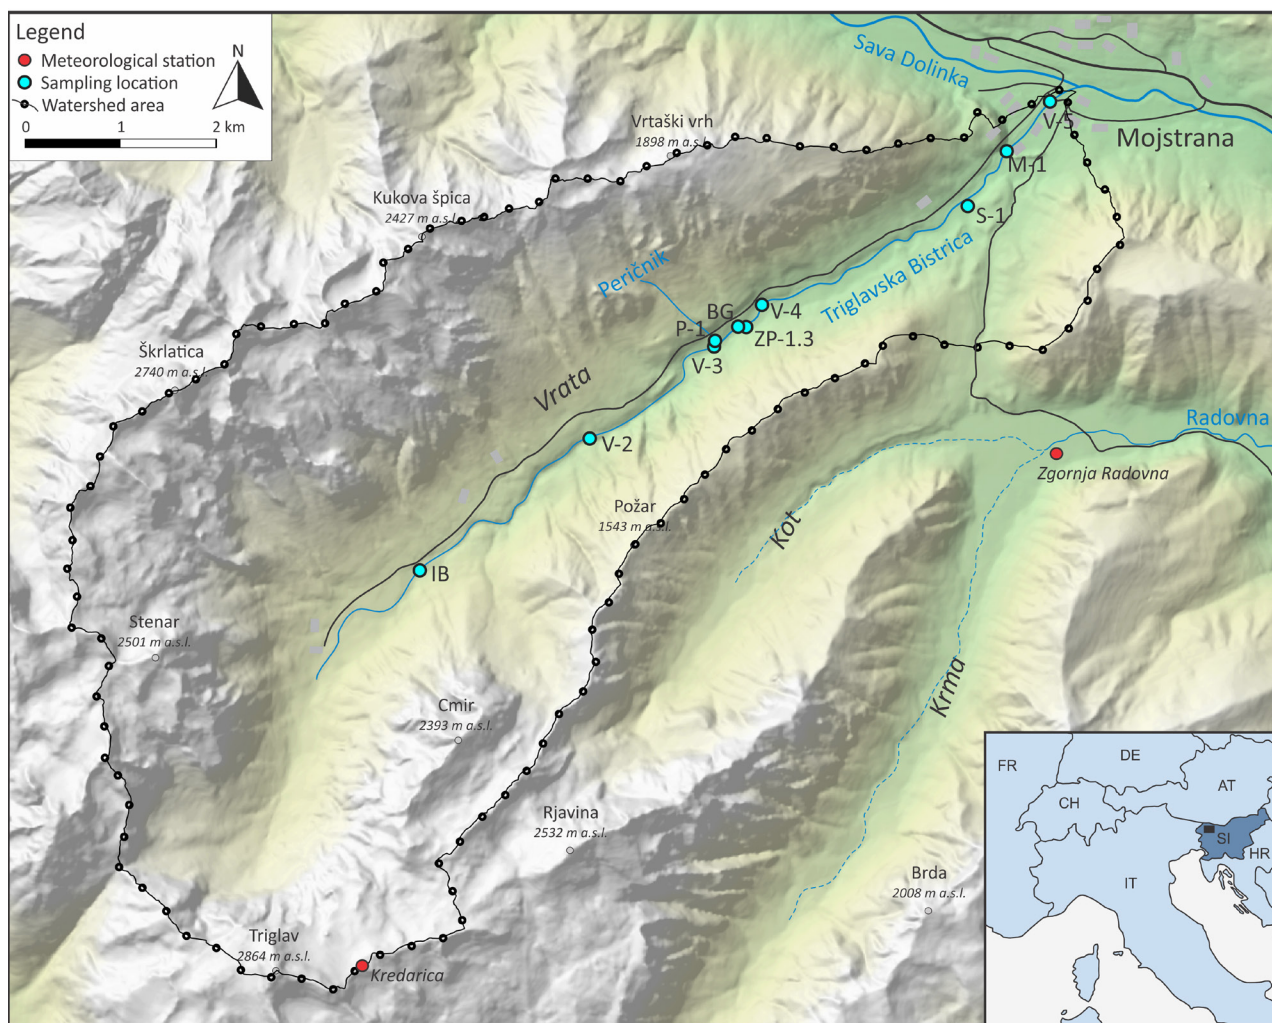 Legend
Meteorological station
Sampling location
Watershed area
0 1 2 km
N
Sava Dolinka
V-5
Mojstrana
M-1
S-1
Vrtaški vrh
1898 m a.s.l.
Kukova špica
2427 m a.s.l.
Peričnik
Triglavska Bistrica
BG
V-4
P-1
ZP-1.3
V-3
Škrlatica
2740 m a.s.l.
Vrata
V-2
Radovna
Zgornja Radovna
Požar
1543 m a.s.l.
Kot
IB
Stenar
2501 m a.s.l.
Krma
Cmir
2393 m a.s.l.
Rjavina
2532 m a.s.l.
Brda
2008 m a.s.l.
Triglav
2864 m a.s.l.
Kredarica
FR
DE
AT
CH
SI
HR
IT